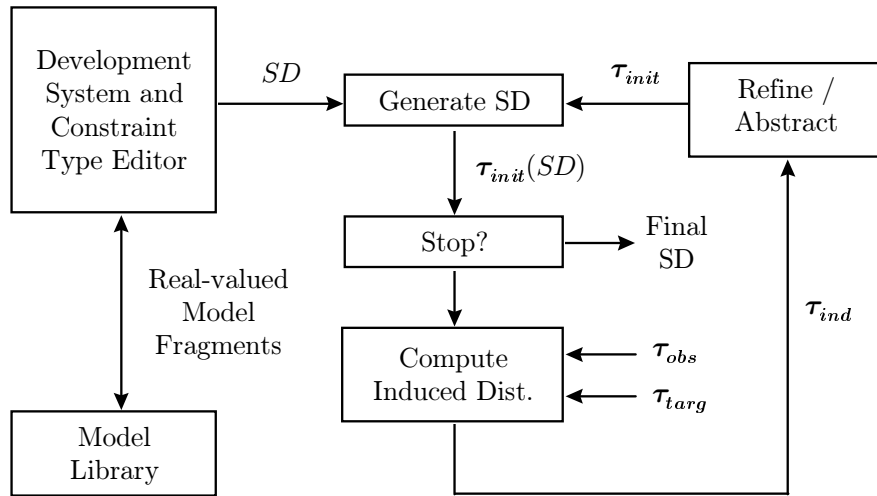 Development
System and
Constraint
Type Editor
SD
Generate SD
τinit
Refine /
Abstract
τinit(SD)
Stop?
Final
SD
Real-valued
Model
Fragments
τind
Compute
Induced Dist.
τobs
τtarg
Model
Library